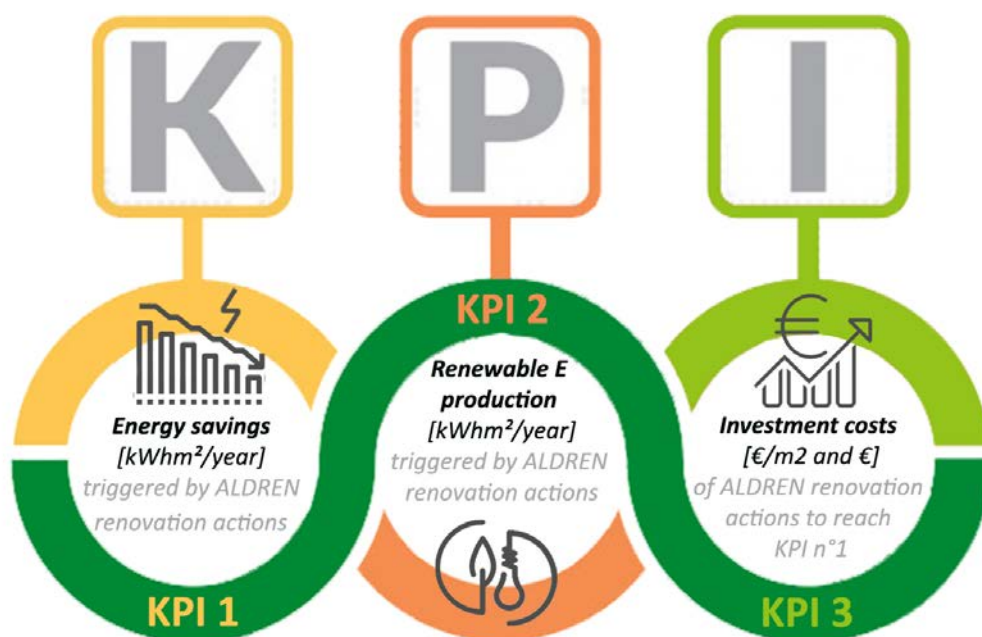 K P I
KPI 1
Energy savings
[kWhm²/year]
triggered by ALDREN
renovation actions
KPI 2
Renewable E
production
[kWhm²/year]
triggered by ALDREN
renovation actions
KPI 3
€
Investment costs
[€/m2 and €]
of ALDREN renovation
actions to reach
KPI n°1